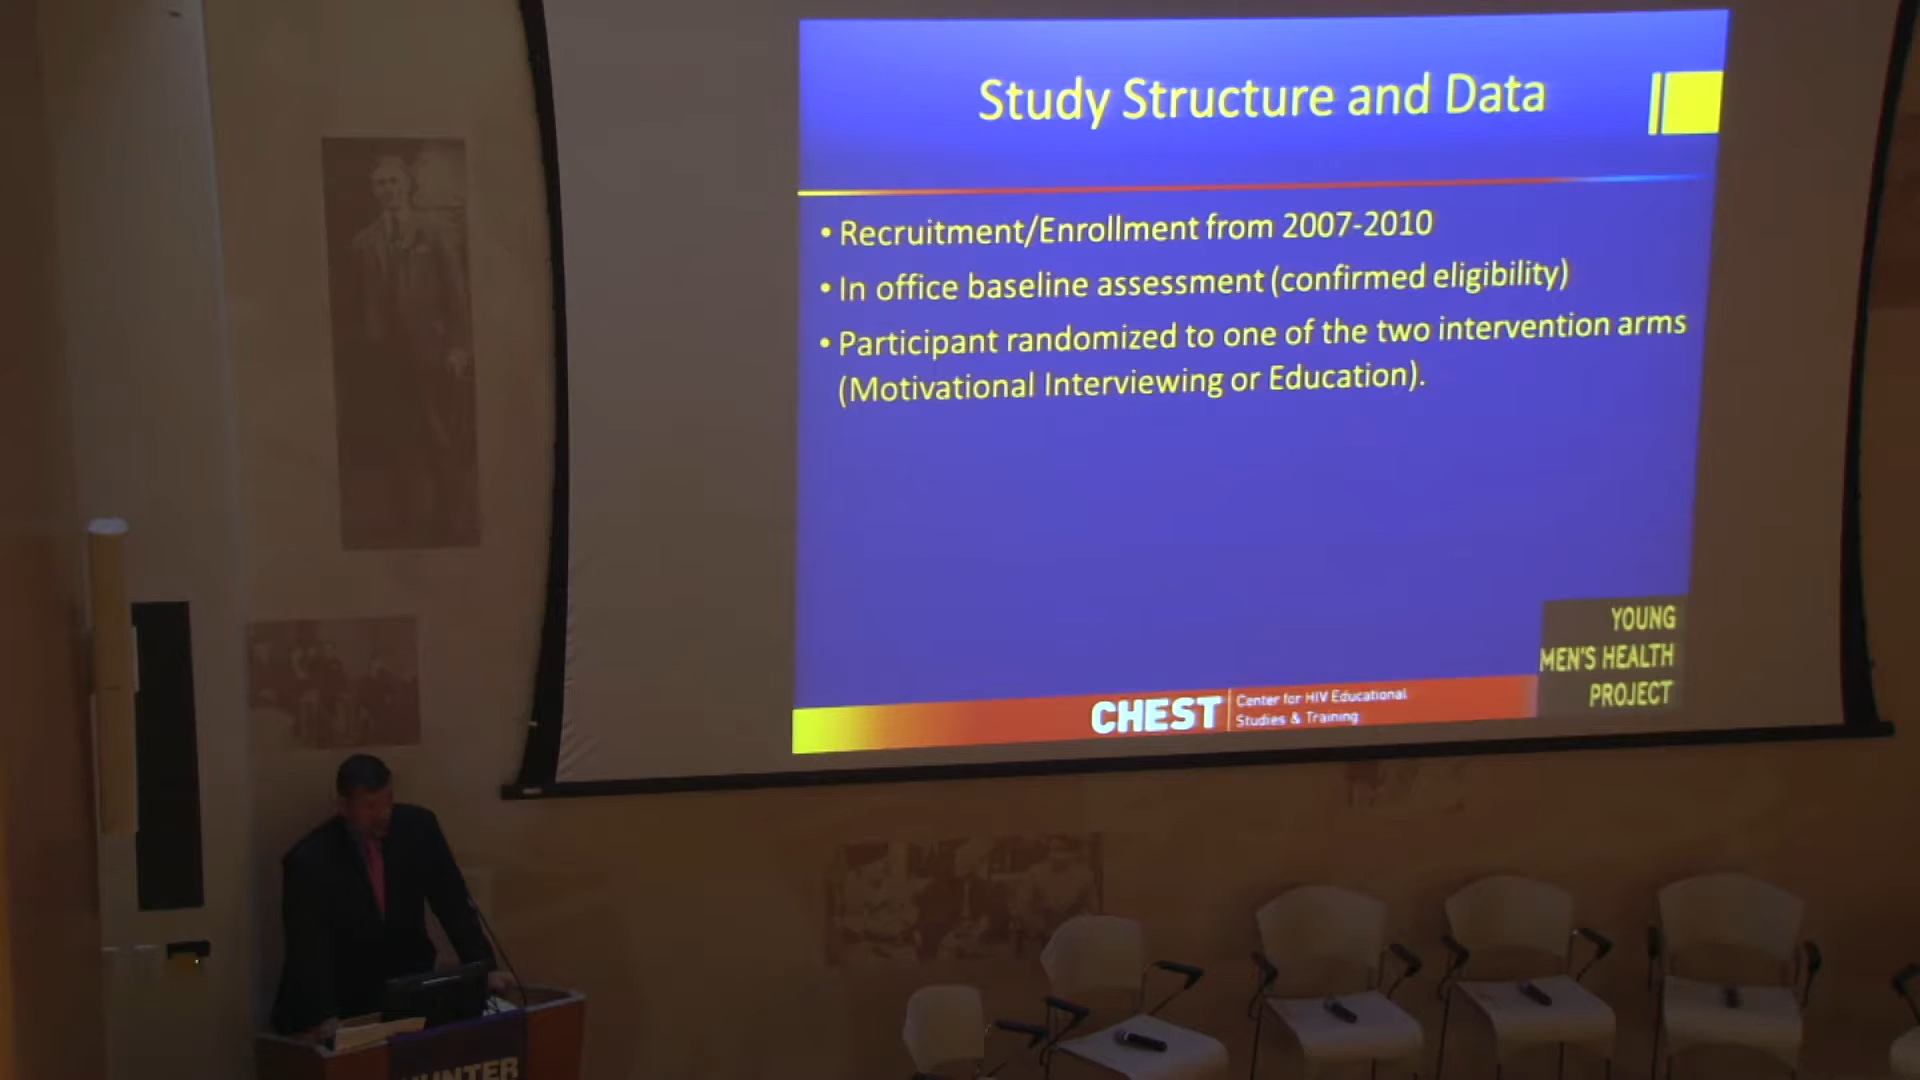 Study Structure and Data
• Recruitment/Enrollment from 2007-2010
• In office baseline assessment (confirmed eligibility)
• Participant randomized to one of the two intervention arms
(Motivational Interviewing or Education).
YOUNG
MEN'S HEALTH
PROJECT
CHEST
Center for HIV Educational
Studies & Training
HUNTER